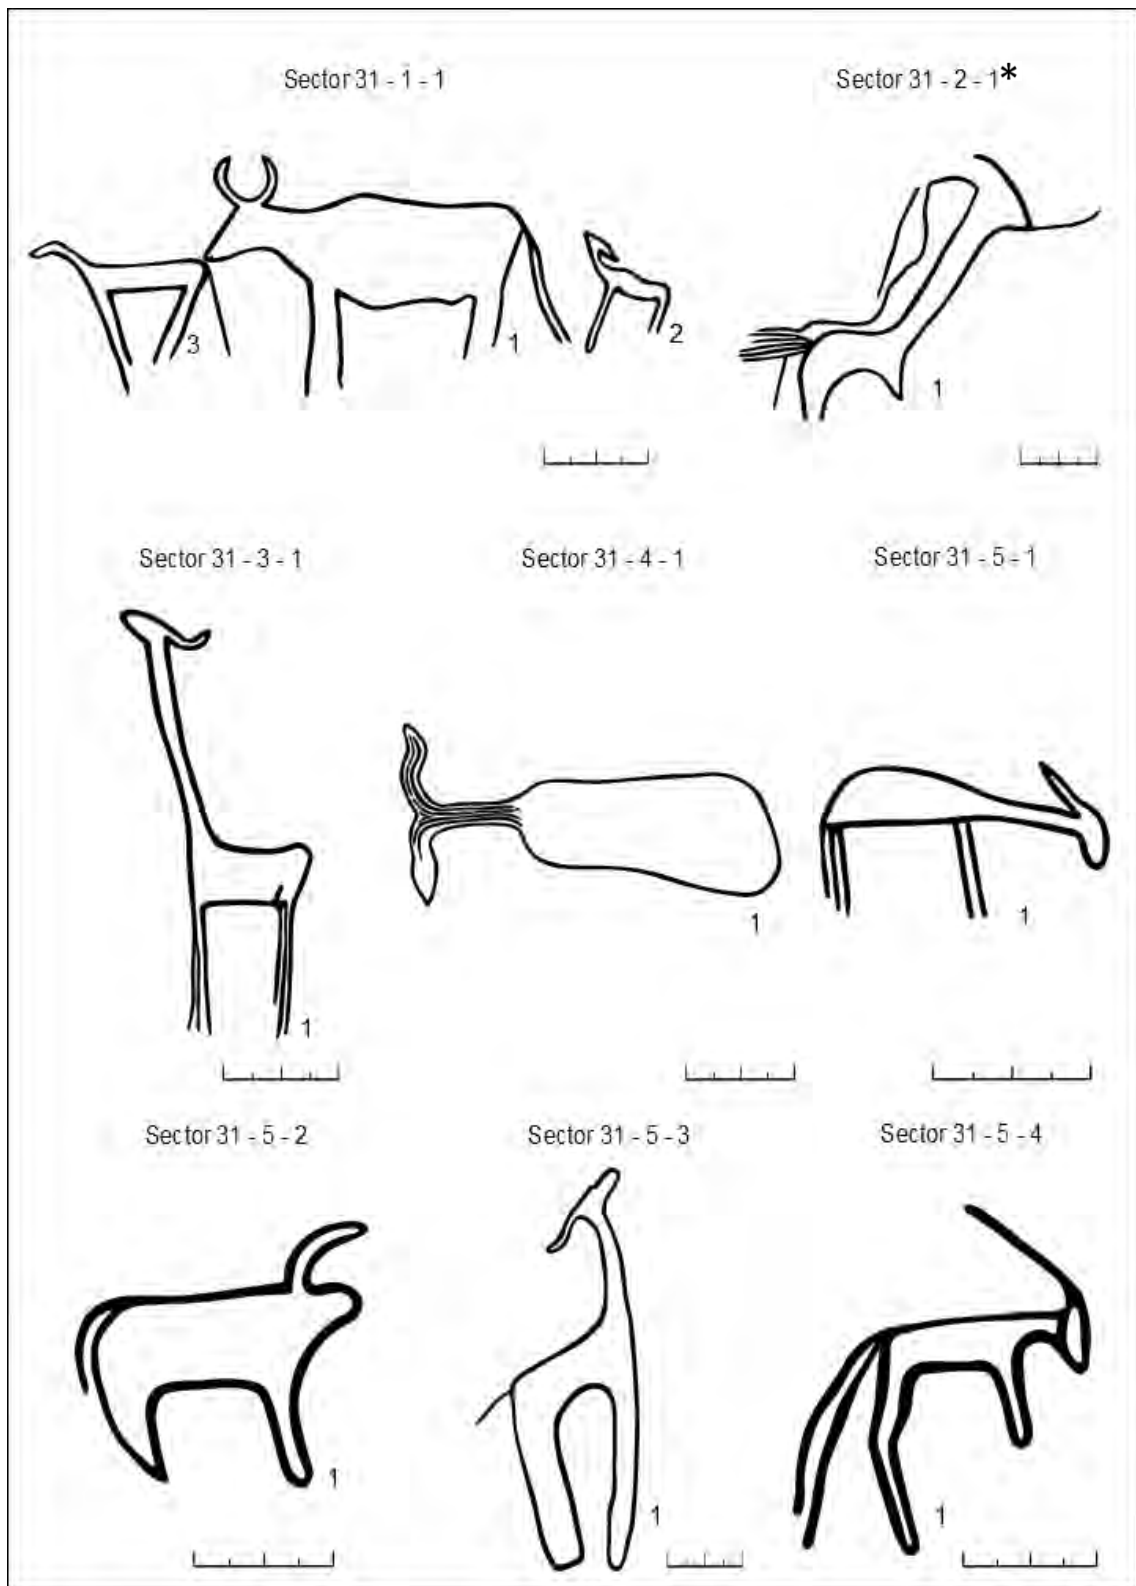 Sector 31 - 1 - 1
Sector 31 - 2 - 1*
3
1
2
1
Sector 31 - 3 - 1
Sector 31 - 4 - 1
Sector 31 - 5 - 1
1
1
1
Sector 31 - 5 - 2
Sector 31 - 5 - 3
Sector 31 - 5 - 4
1
1
1